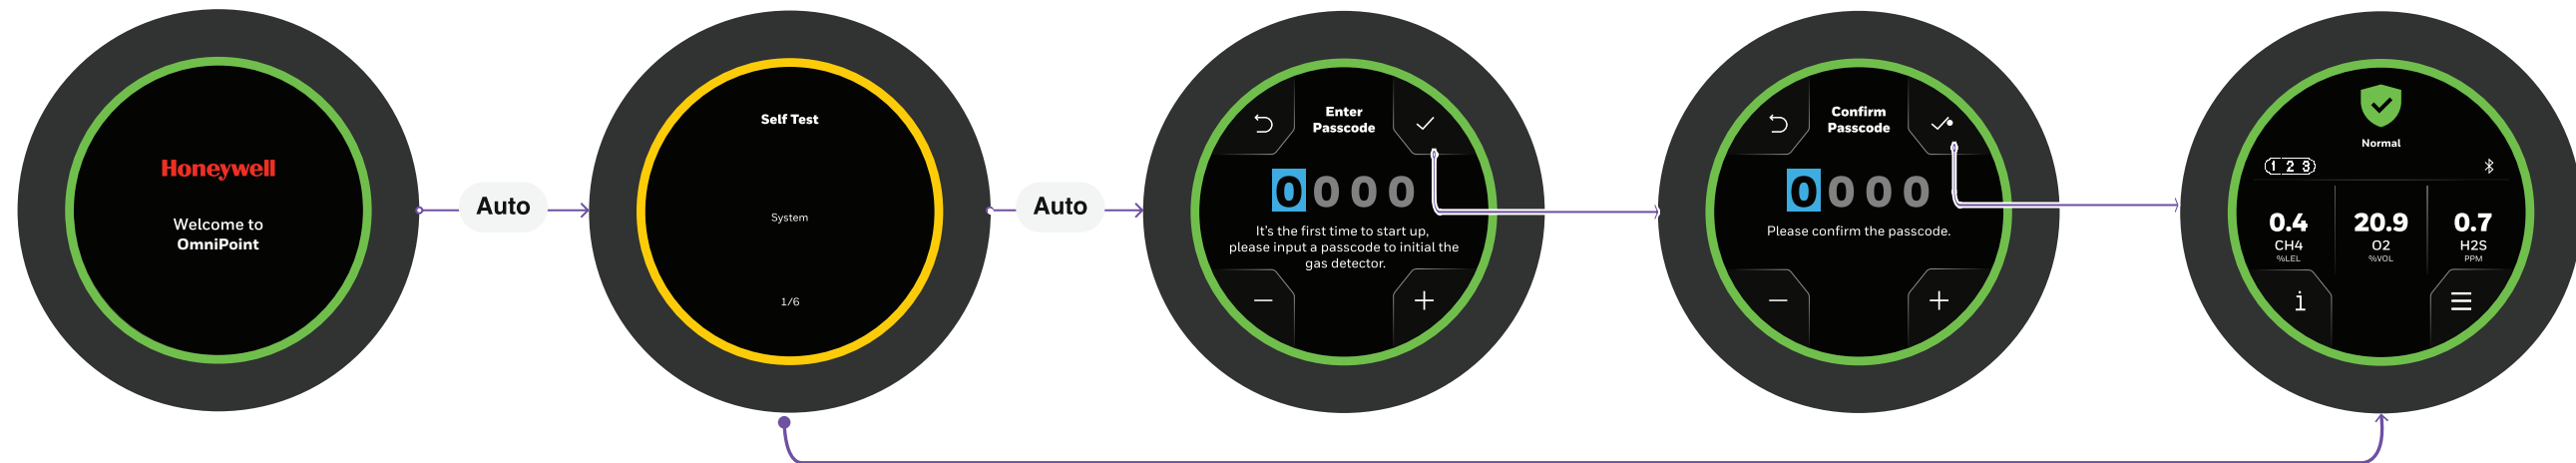 Honeywell
Welcome to
OmniPoint
Auto
Self Test
System
1/6
Auto
Enter
Passcode
0000
It's the first time to start up,
please input a passcode to initial the
gas detector.
Confirm
Passcode
0000
Please confirm the passcode.
Normal
1 2 3
0.4
CH4
%LEL
20.9
O2
%VOL
0.7
H2S
PPM
i